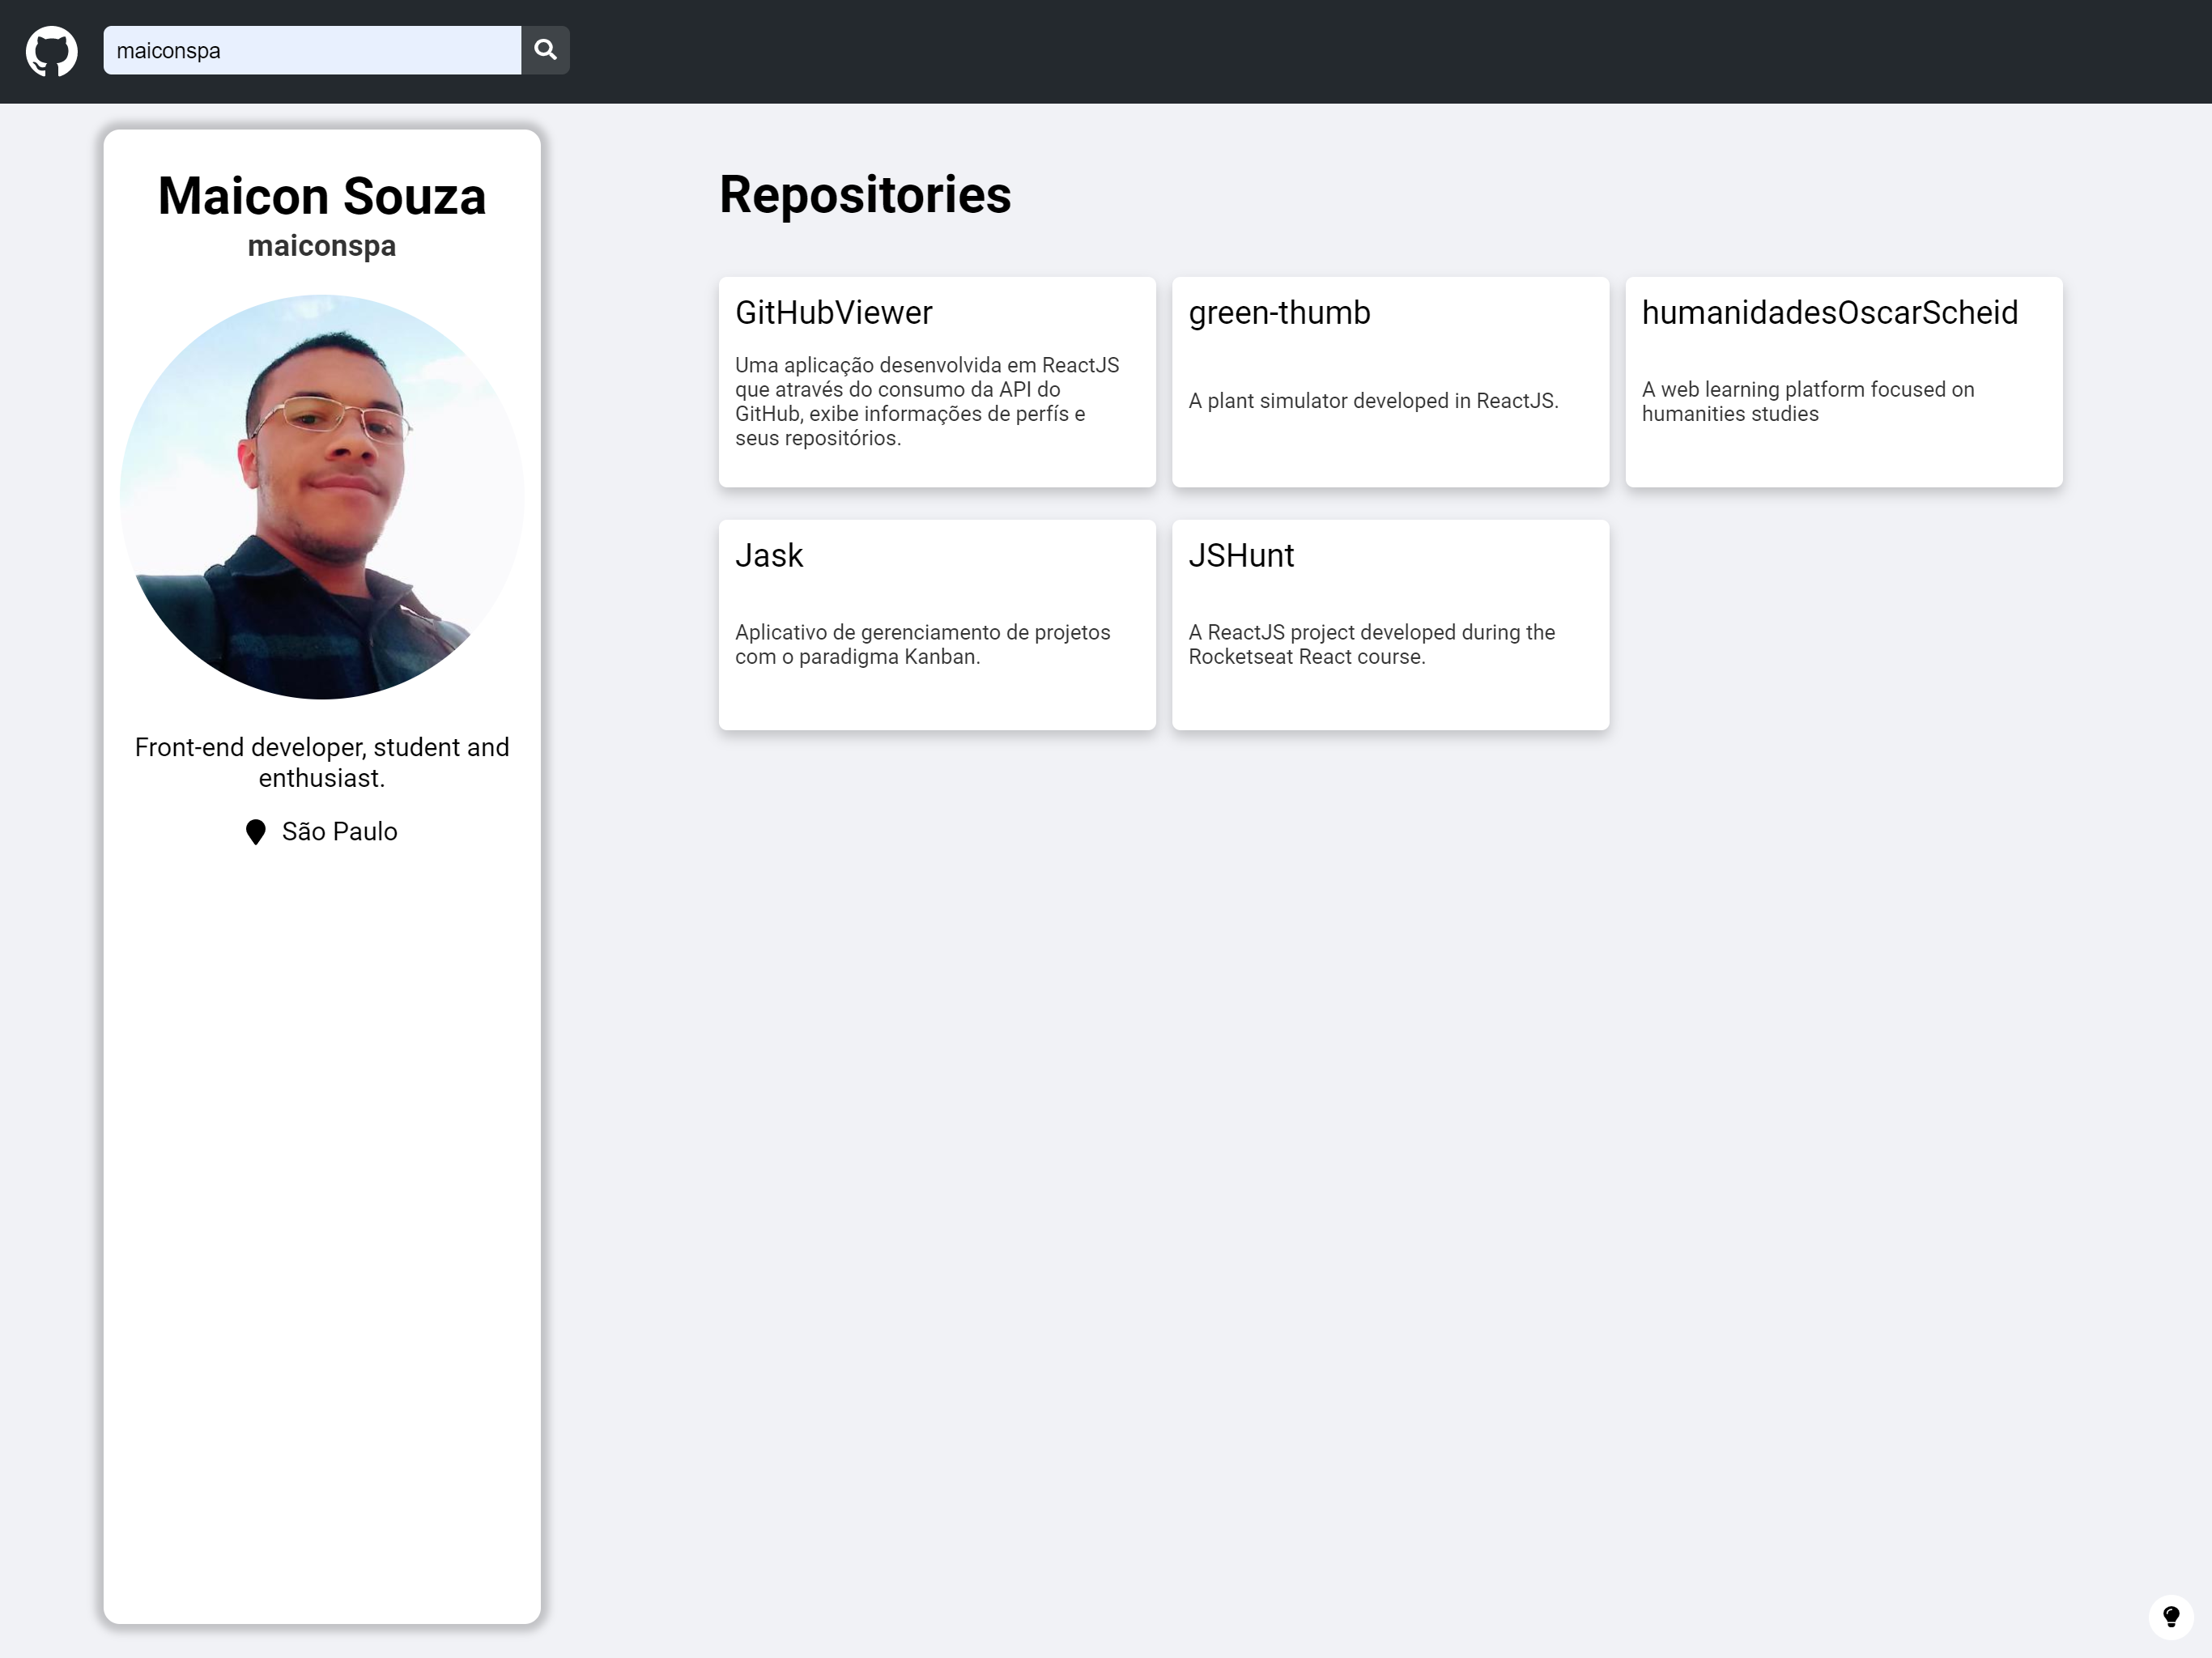 maiconspa
Maicon Souza
maiconspa
Front-end developer, student and
enthusiast.
São Paulo
Repositories
GitHubViewer
Uma aplicação desenvolvida em ReactJS
que através do consumo da API do
GitHub, exibe informações de perfís e
seus repositórios.
green-thumb
A plant simulator developed in ReactJS.
humanidadesOscarScheid
A web learning platform focused on
humanities studies
Jask
Aplicativo de gerenciamento de projetos
com o paradigma Kanban.
JSHunt
A ReactJS project developed during the
Rocketseat React course.